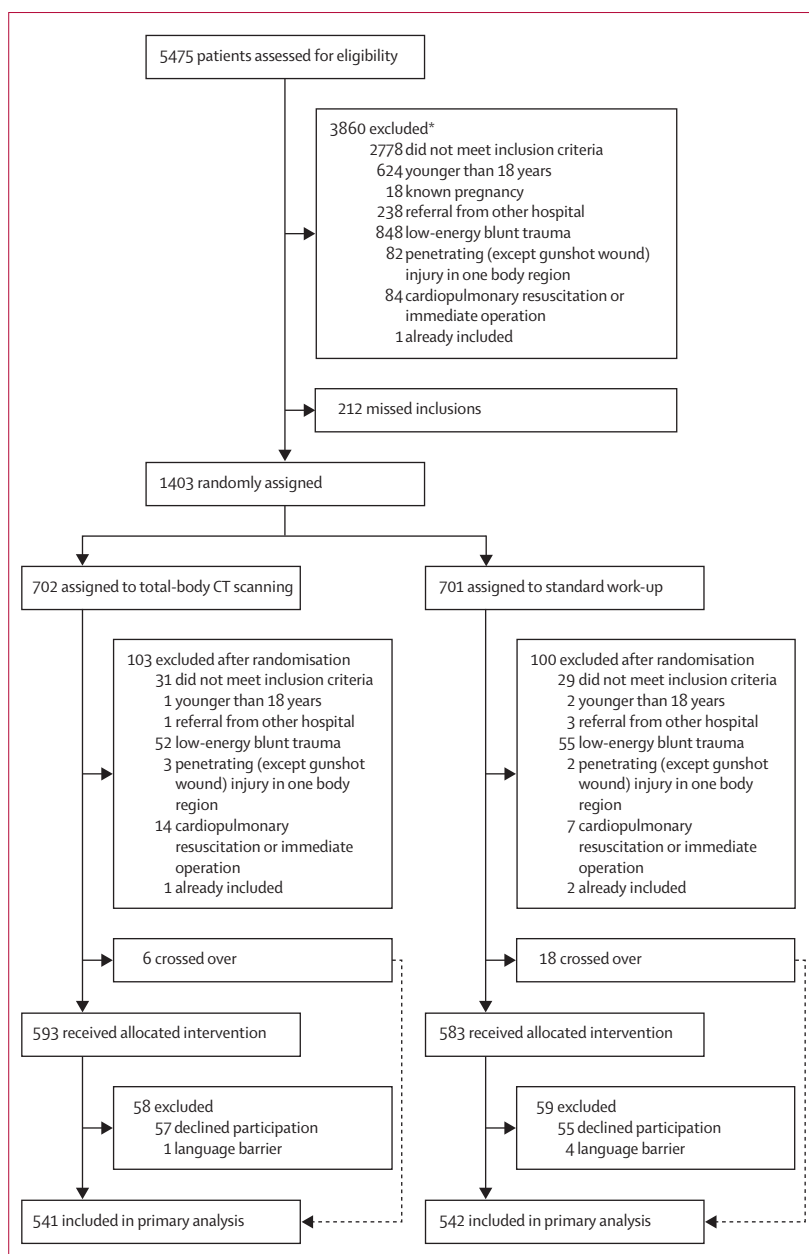 5475 patients assessed for eligibility
3860 excluded*
2778 did not meet inclusion criteria
624 younger than 18 years
18 known pregnancy
238 referral from other hospital
848 low-energy blunt trauma
82 penetrating (except gunshot wound)
injury in one body region
84 cardiopulmonary resuscitation or
immediate operation
1 already included
212 missed inclusions
1403 randomly assigned
702 assigned to total-body CT scanning
701 assigned to standard work-up
103 excluded after randomisation
31 did not meet inclusion criteria
1 younger than 18 years
1 referral from other hospital
52 low-energy blunt trauma
3 penetrating (except gunshot
wound) injury in one body
region
14 cardiopulmonary
resuscitation or immediate
operation
1 already included
100 excluded after randomisation
29 did not meet inclusion criteria
2 younger than 18 years
3 referral from other hospital
55 low-energy blunt trauma
2 penetrating (except gunshot
wound) injury in one body
region
7 cardiopulmonary
resuscitation or immediate
operation
2 already included
6 crossed over
18 crossed over
593 received allocated intervention
583 received allocated intervention
58 excluded
57 declined participation
1 language barrier
59 excluded
55 declined participation
4 language barrier
541 included in primary analysis
542 included in primary analysis